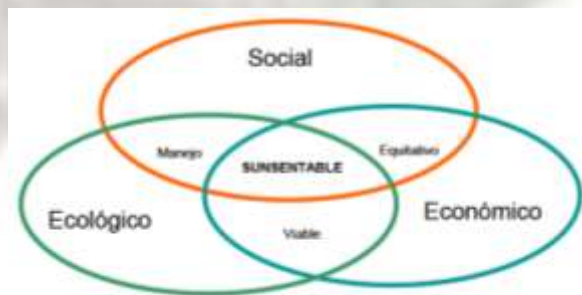 Social
Manejo
Equitativo
SUNSENTABLE
Ecológico
Económico
Viable